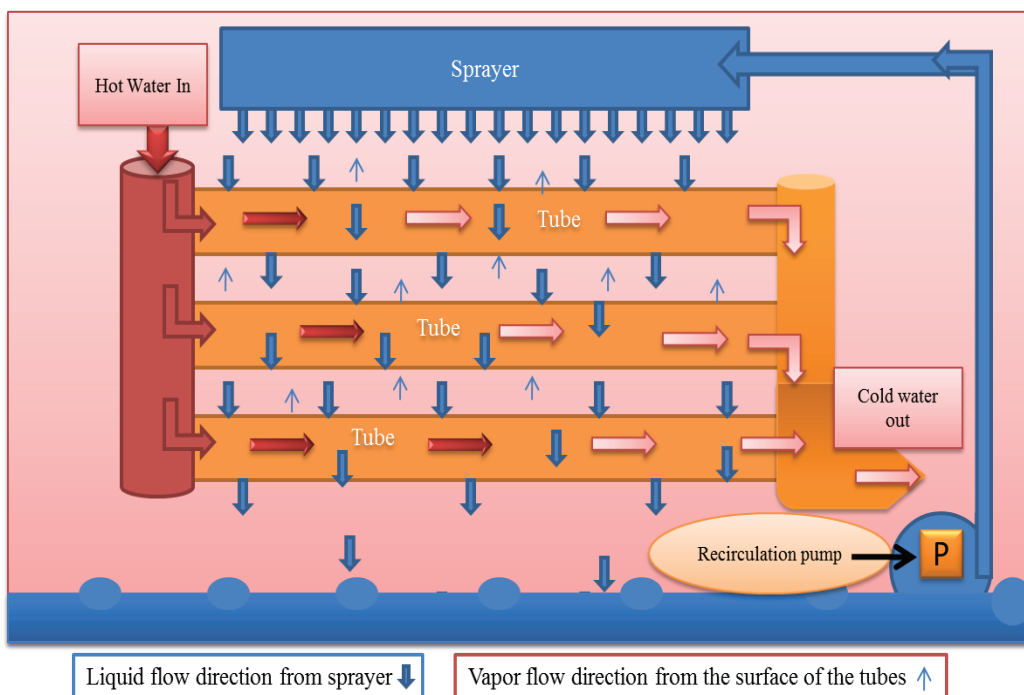 Hot Water In
Sprayer
Tube
Tube
Tube
Cold water
out
Recirculation pump
P
Liquid flow direction from sprayer
Vapor flow direction from the surface of the tubes